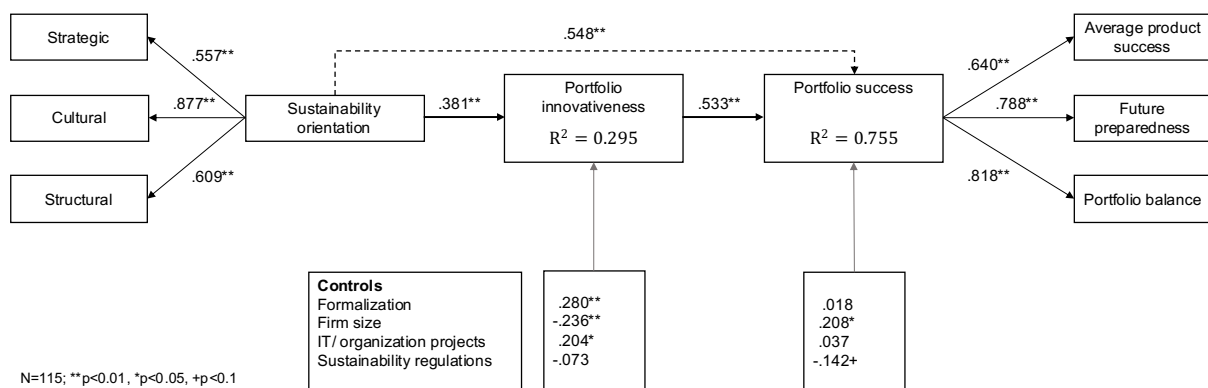 Strategic
Cultural
Structural
.557**
.877**
.609**
Sustainability
orientation
.548**
.381**
Portfolio
innovativeness
R² = 0.295
.533**
Portfolio success
R² = 0.755
.640**
.788**
.818**
Average product
success
Future
preparedness
Portfolio balance
Controls
Formalization .280** .018
Firm size -.236** .208*
IT/ organization projects .204* .037
Sustainability regulations -.073 -.142+
N=115; **p<0.01, *p<0.05, +p<0.1